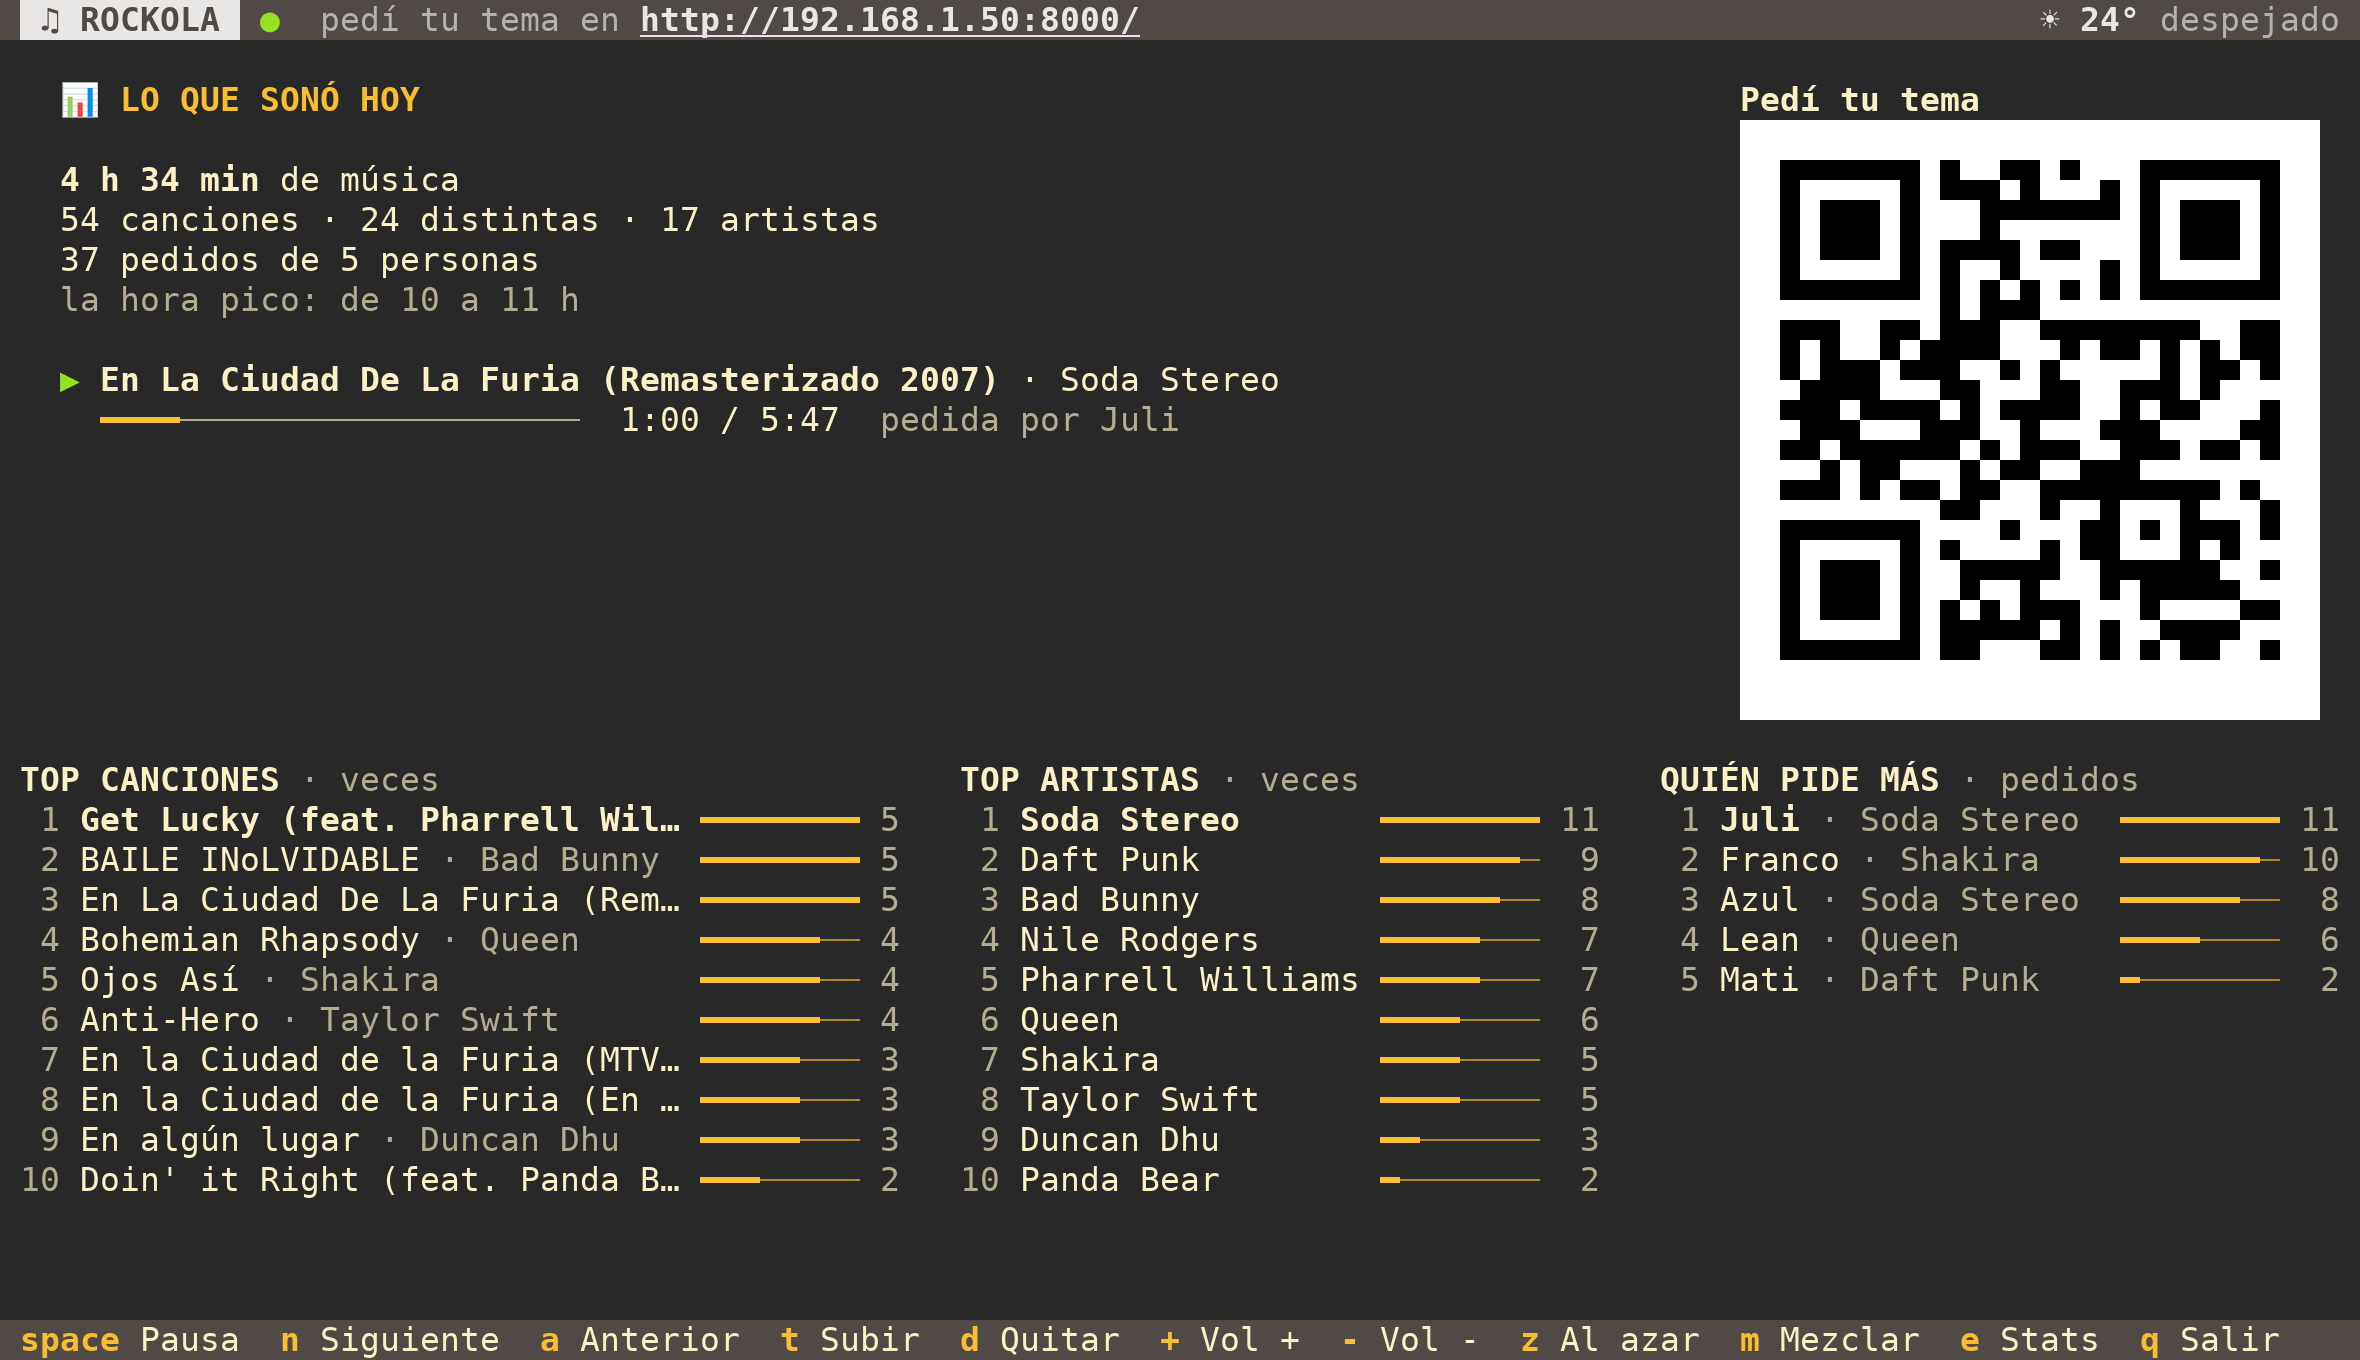 ♫ ROCKOLA ● pedí tu tema en http://192.168.1.50:8000/ ☀ 24° despejado
📊 LO QUE SONÓ HOY
Pedí tu tema
4 h 34 min de música
54 canciones · 24 distintas · 17 artistas
37 pedidos de 5 personas
la hora pico: de 10 a 11 h
▶ En La Ciudad De La Furia (Remasterizado 2007) · Soda Stereo
1:00 / 5:47 pedida por Juli
TOP CANCIONES · veces
1 Get Lucky (feat. Pharrell Wil… 5
2 BAILE INoLVIDABLE · Bad Bunny 5
3 En La Ciudad De La Furia (Rem… 5
4 Bohemian Rhapsody · Queen 4
5 Ojos Así · Shakira 4
6 Anti-Hero · Taylor Swift 4
7 En la Ciudad de la Furia (MTV… 3
8 En la Ciudad de la Furia (En … 3
9 En algún lugar · Duncan Dhu 3
10 Doin' it Right (feat. Panda B… 2
TOP ARTISTAS · veces
1 Soda Stereo 11
2 Daft Punk 9
3 Bad Bunny 8
4 Nile Rodgers 7
5 Pharrell Williams 7
6 Queen 6
7 Shakira 5
8 Taylor Swift 5
9 Duncan Dhu 3
10 Panda Bear 2
QUIÉN PIDE MÁS · pedidos
1 Juli · Soda Stereo 11
2 Franco · Shakira 10
3 Azul · Soda Stereo 8
4 Lean · Queen 6
5 Mati · Daft Punk 2
space Pausa n Siguiente a Anterior t Subir d Quitar + Vol + - Vol - z Al azar m Mezclar e Stats q Salir